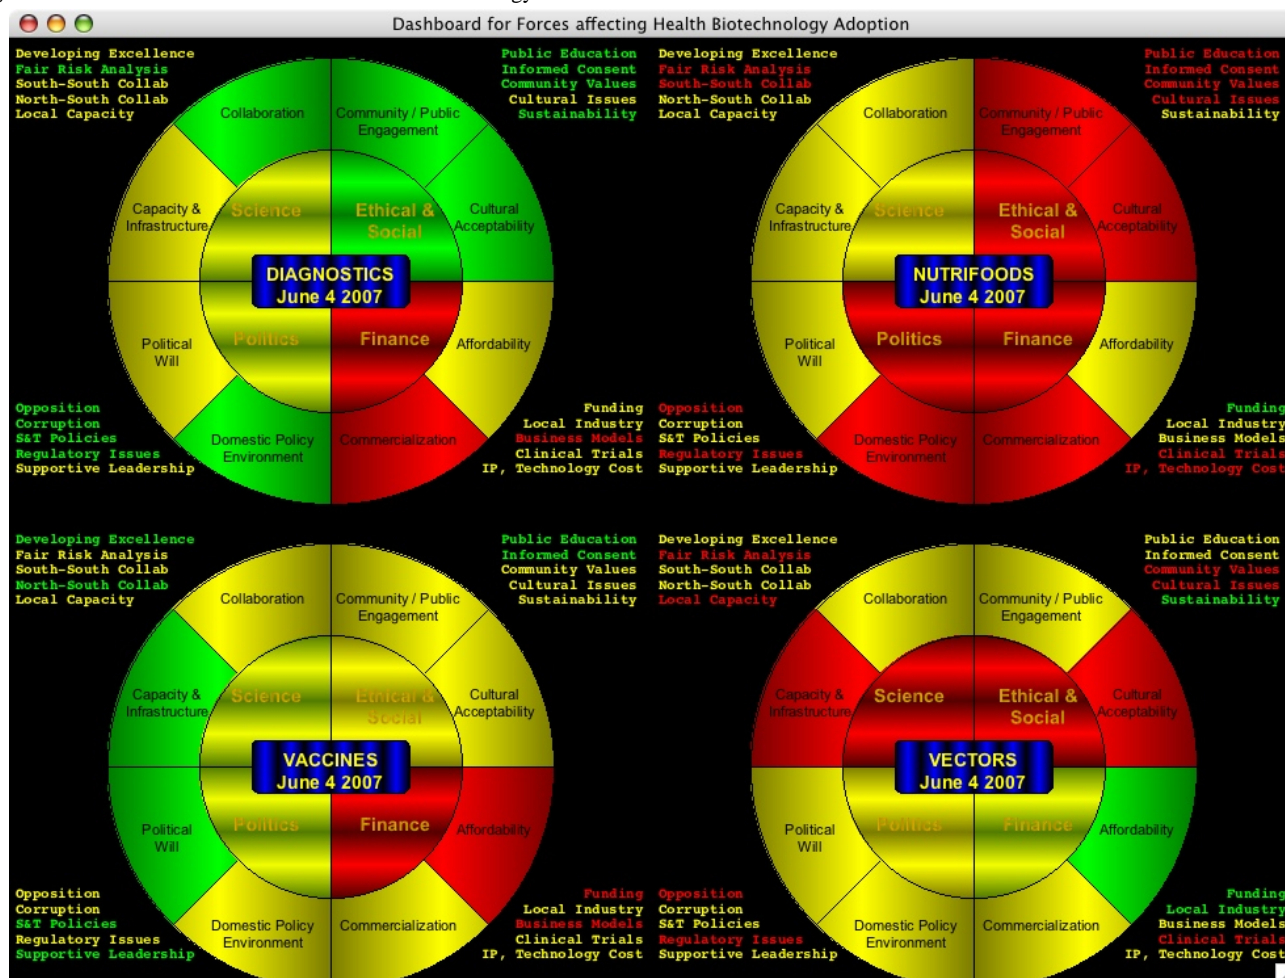 Dashboard for Forces affecting Health Biotechnology Adoption
Developing Excellence
Fair Risk Analysis
South-South Collab
North-South Collab
Local Capacity
Public Education
Informed Consent
Community Values
Cultural Issues
Sustainability
Collaboration
Community / Public
Engagement
Capacity &
Infrastructure
Science
Ethical &
Social
Cultural
Acceptability
DIAGNOSTICS
June 4 2007
Political
Will
Politics
Finance
Affordability
Domestic Policy
Environment
Commercialization
Opposition
Corruption
S&T Policies
Regulatory Issues
Supportive Leadership
Funding
Local Industry
Business Models
Clinical Trials
IP, Technology Cost
Developing Excellence
Fair Risk Analysis
South-South Collab
North-South Collab
Local Capacity
Public Education
Informed Consent
Community Values
Cultural Issues
Sustainability
Collaboration
Community / Public
Engagement
Capacity &
Infrastructure
Science
Ethical &
Social
Cultural
Acceptability
NUTRIFOODS
June 4 2007
Political
Will
Politics
Finance
Affordability
Domestic Policy
Environment
Commercialization
Opposition
Corruption
S&T Policies
Regulatory Issues
Supportive Leadership
Funding
Local Industry
Business Models
Clinical Trials
IP, Technology Cost
Developing Excellence
Fair Risk Analysis
South-South Collab
North-South Collab
Local Capacity
Public Education
Informed Consent
Community Values
Cultural Issues
Sustainability
Collaboration
Community / Public
Engagement
Capacity &
Infrastructure
Science
Ethical &
Social
Cultural
Acceptability
VACCINES
June 4 2007
Political
Will
Politics
Finance
Affordability
Domestic Policy
Environment
Commercialization
Opposition
Corruption
S&T Policies
Regulatory Issues
Supportive Leadership
Funding
Local Industry
Business Models
Clinical Trials
IP, Technology Cost
Developing Excellence
Fair Risk Analysis
South-South Collab
North-South Collab
Local Capacity
Public Education
Informed Consent
Community Values
Cultural Issues
Sustainability
Collaboration
Community / Public
Engagement
Capacity &
Infrastructure
Science
Ethical &
Social
Cultural
Acceptability
VECTORS
June 4 2007
Political
Will
Politics
Finance
Affordability
Domestic Policy
Environment
Commercialization
Opposition
Corruption
S&T Policies
Regulatory Issues
Supportive Leadership
Funding
Local Industry
Business Models
Clinical Trials
IP, Technology Cost